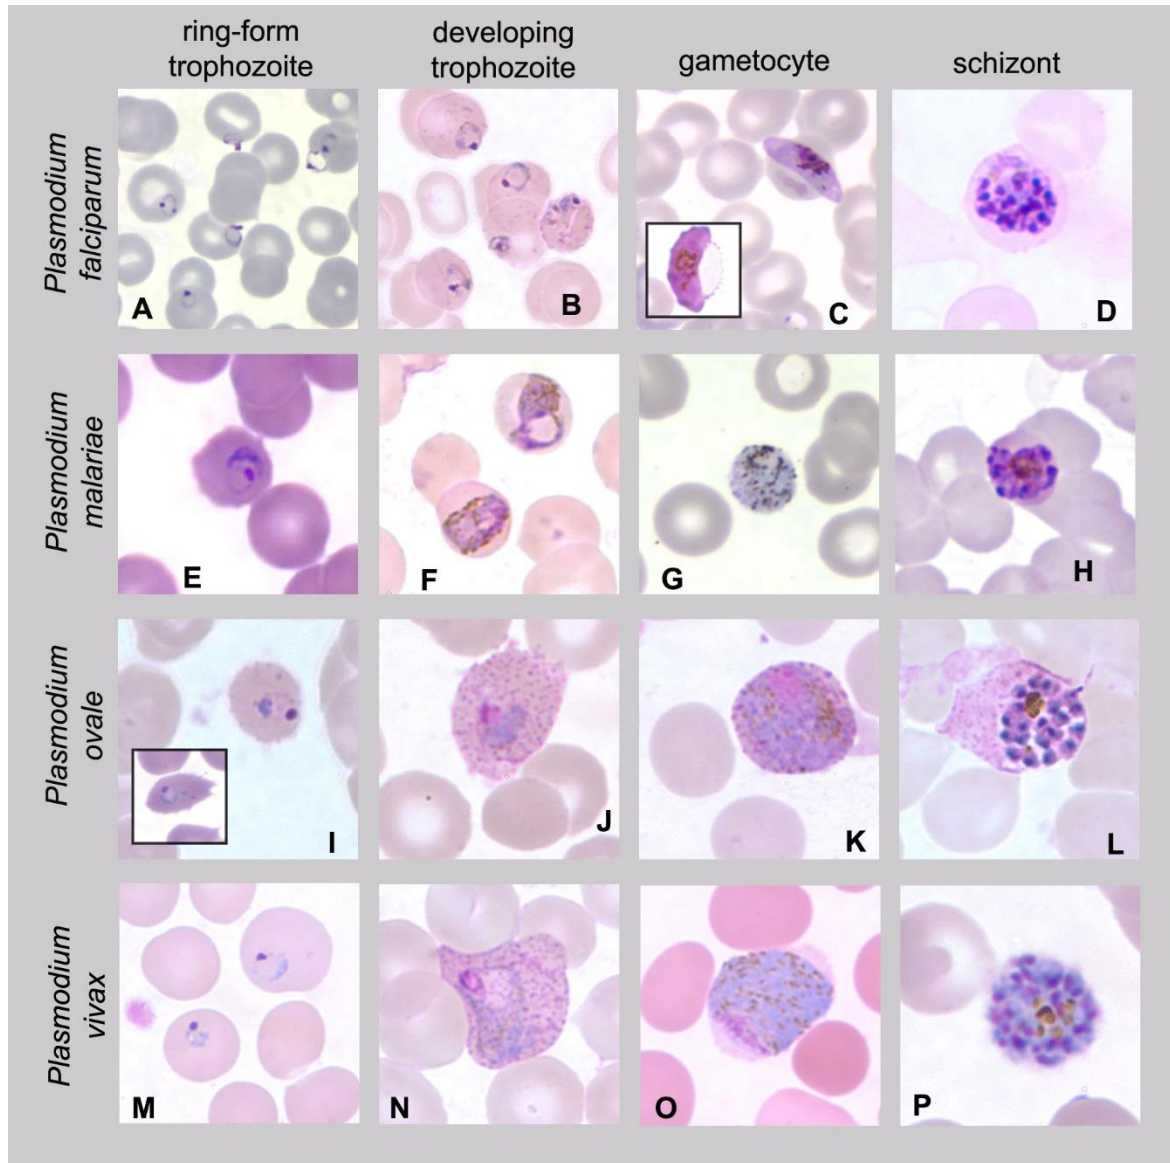 ring-form
trophozoite
developing
trophozoite
gametocyte
schizont
Plasmodium
falciparum
A
B
C
D
Plasmodium
malariae
E
F
G
H
Plasmodium
ovale
I
J
K
L
Plasmodium
vivax
M
N
O
P